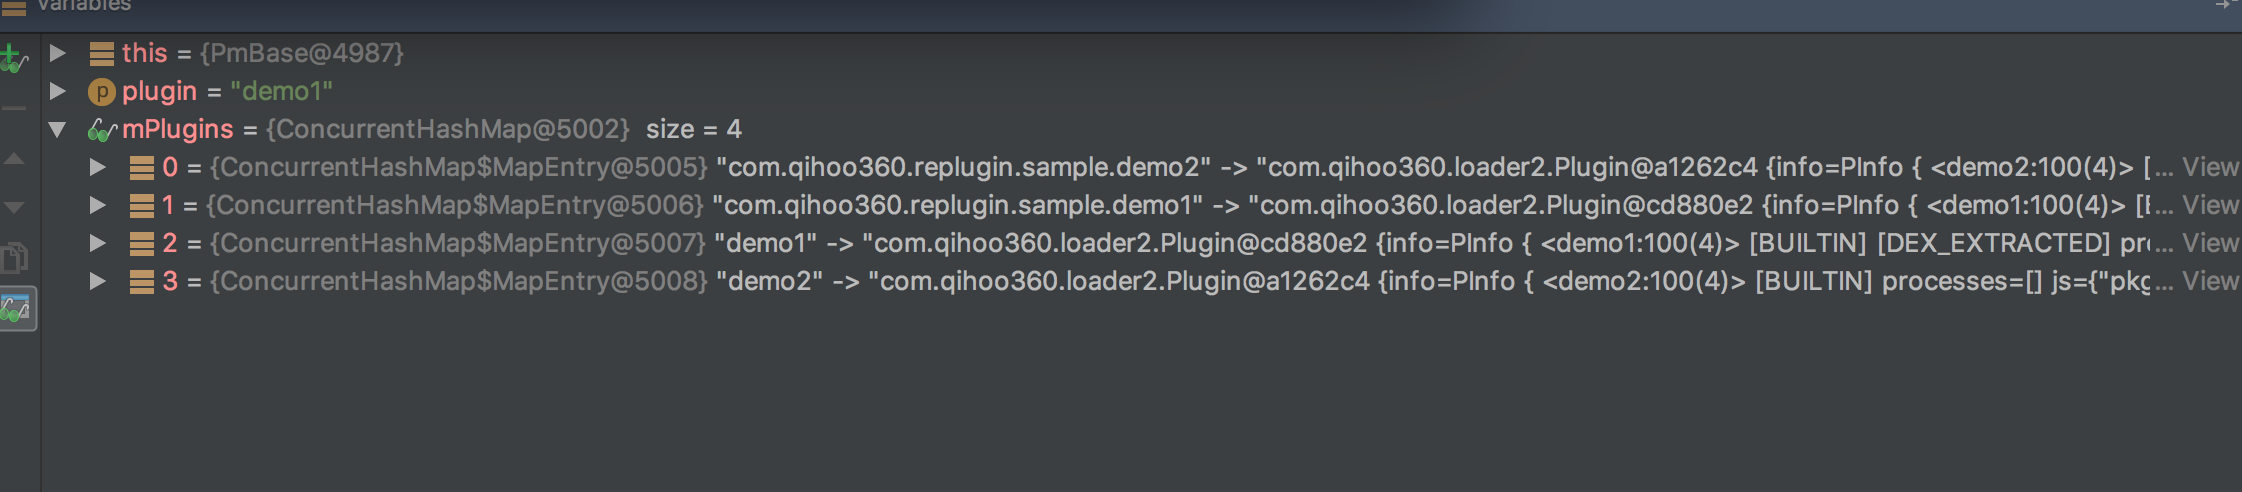 Variables
this = {PmBase@4987}
p plugin = "demo1"
mPlugins = {ConcurrentHashMap@5002} size = 4
0 = {ConcurrentHashMap$MapEntry@5005} "com.qihoo360.replugin.sample.demo2" -> "com.qihoo360.loader2.Plugin@a1262c4 {info=PInfo { <demo2:100(4)> [... View
1 = {ConcurrentHashMap$MapEntry@5006} "com.qihoo360.replugin.sample.demo1" -> "com.qihoo360.loader2.Plugin@cd880e2 {info=PInfo { <demo1:100(4)> [... View
2 = {ConcurrentHashMap$MapEntry@5007} "demo1" -> "com.qihoo360.loader2.Plugin@cd880e2 {info=PInfo { <demo1:100(4)> [BUILTIN] [DEX_EXTRACTED] pr... View
3 = {ConcurrentHashMap$MapEntry@5008} "demo2" -> "com.qihoo360.loader2.Plugin@a1262c4 {info=PInfo { <demo2:100(4)> [BUILTIN] processes=[] js={"pkg... View